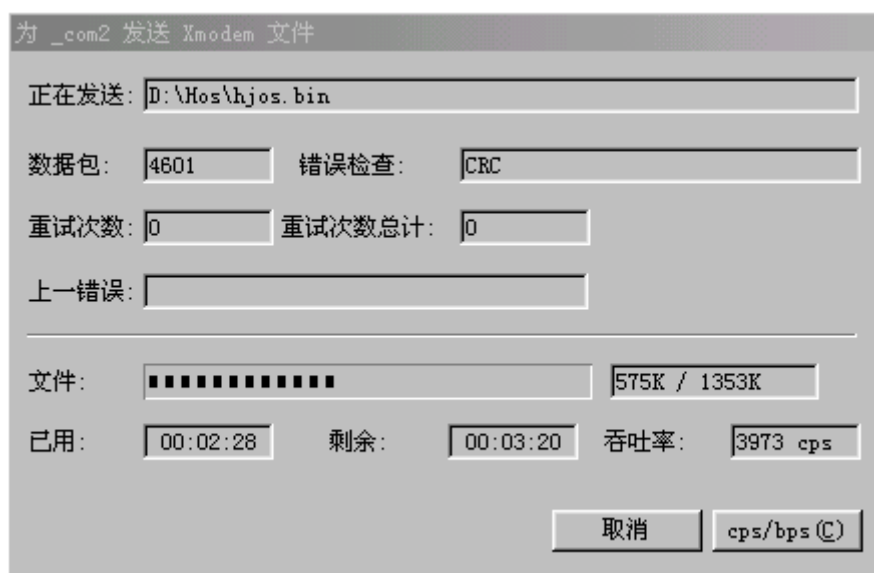 为 _com2 发送 Xmodem 文件
正在发送: D:\Hos\hjos.bin
数据包: 4601 错误检查: CRC
重试次数: 0 重试次数总计: 0
上一错误:
文件: 575K / 1353K
已用: 00:02:28 剩余: 00:03:20 吞吐率: 3973 cps
取消 cps/bps(C)